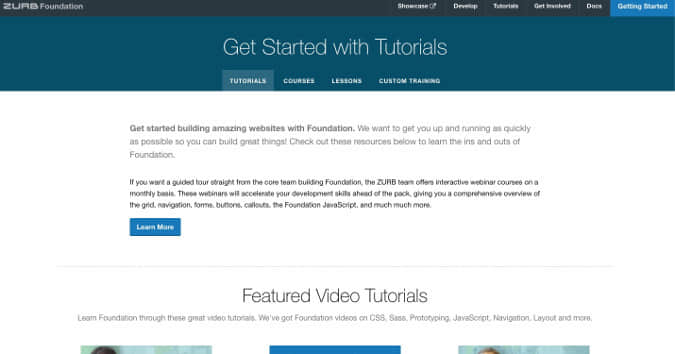 ZURB Foundation
Showcase Develop Tutorials Get Involved Docs Getting Started
Get Started with Tutorials
TUTORIALS COURSES LESSONS CUSTOM TRAINING
Get started building amazing websites with Foundation. We want to get you up and running as quickly
as possible so you can build great things! Check out these resources below to learn the ins and outs of
Foundation.
If you want a guided tour straight from the core team building Foundation, the ZURB team offers interactive webinar courses on a
monthly basis. These webinars will accelerate your development skills ahead of the pack, giving you a comprehensive overview of
the grid, navigation, forms, buttons, callouts, the Foundation JavaScript, and much much more.
Learn More
Featured Video Tutorials
Learn Foundation through these great video tutorials. We've got Foundation videos on CSS, Sass, Prototyping, JavaScript, Navigation, Layout and more.